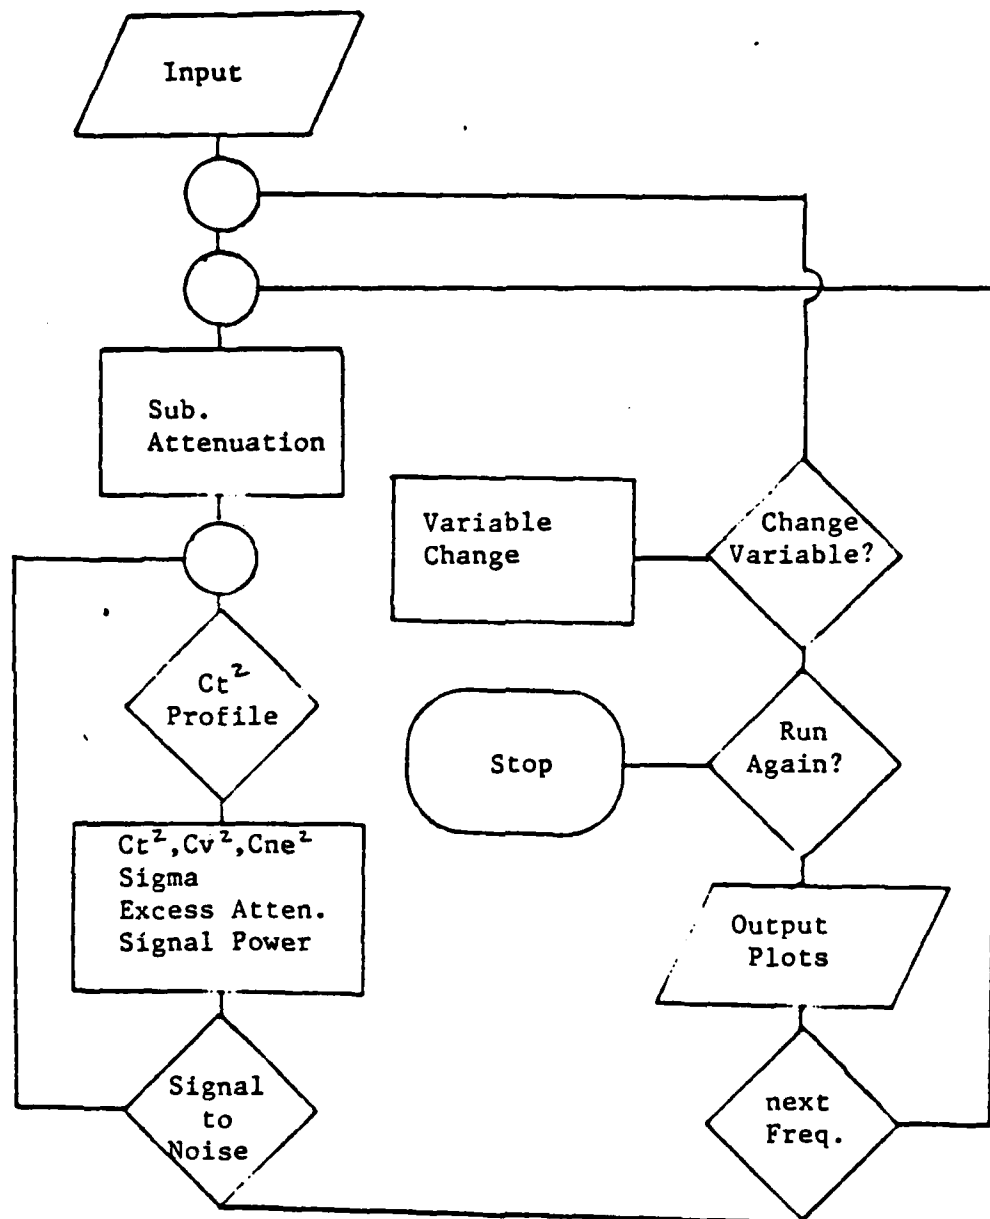 Input
Sub.
Attenuation
Ct²
Profile
Ct²,Cv²,Cne²
Sigma
Excess Atten.
Signal Power
Signal
to
Noise
Variable
Change
Change
Variable?
Stop
Run
Again?
Output
Plots
next
Freq.